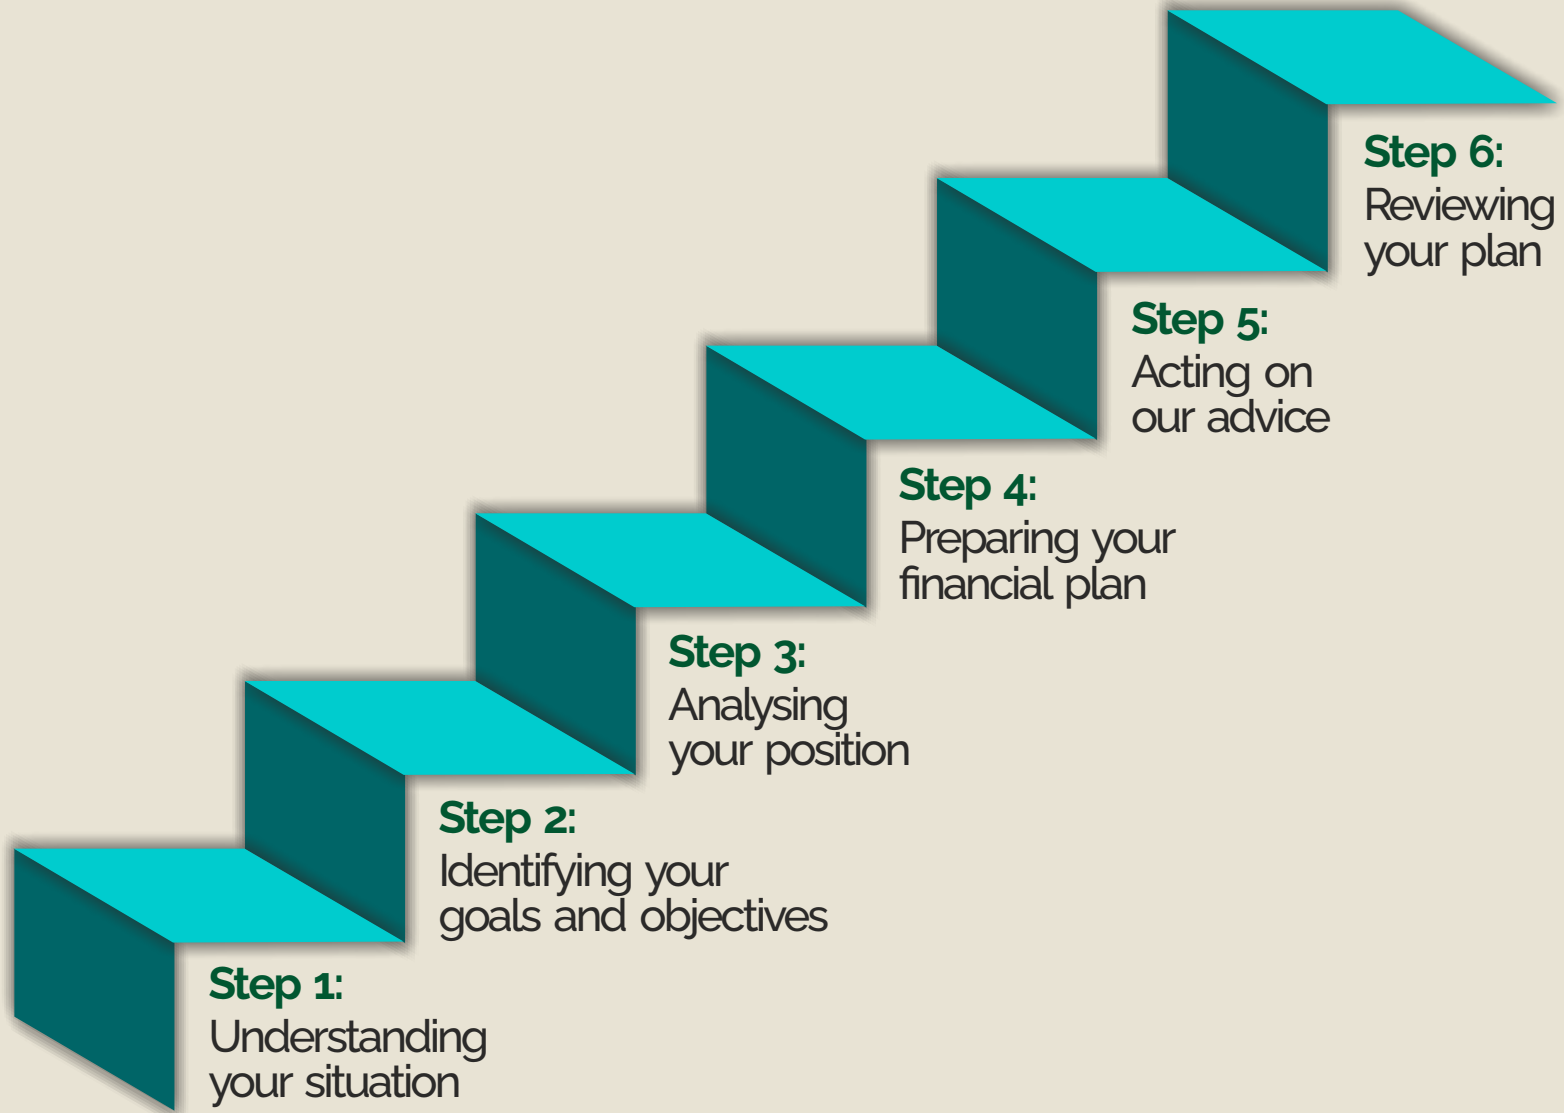 Step 6:
Reviewing
your plan
Step 5:
Acting on
our advice
Step 4:
Preparing your
financial plan
Step 3:
Analysing
your position
Step 2:
Identifying your
goals and objectives
Step 1:
Understanding
your situation